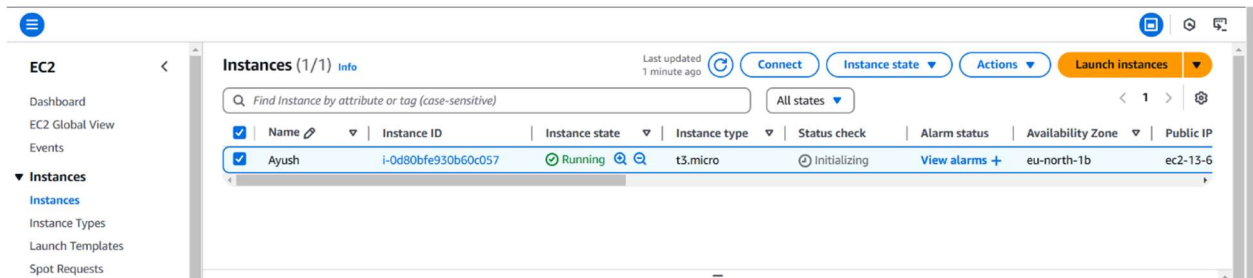 EC2
Dashboard
EC2 Global View
Events
Instances
Instances
Instance Types
Launch Templates
Spot Requests
Instances (1/1) Info
Last updated
1 minute ago
Connect
Instance state
Actions
Launch instances
Find Instance by attribute or tag (case-sensitive)
All states
1
Name Instance ID Instance state Instance type Status check Alarm status Availability Zone Public IP
Ayush i-0d80bfe930b60c057 Running t3.micro Initializing View alarms + eu-north-1b ec2-13-6